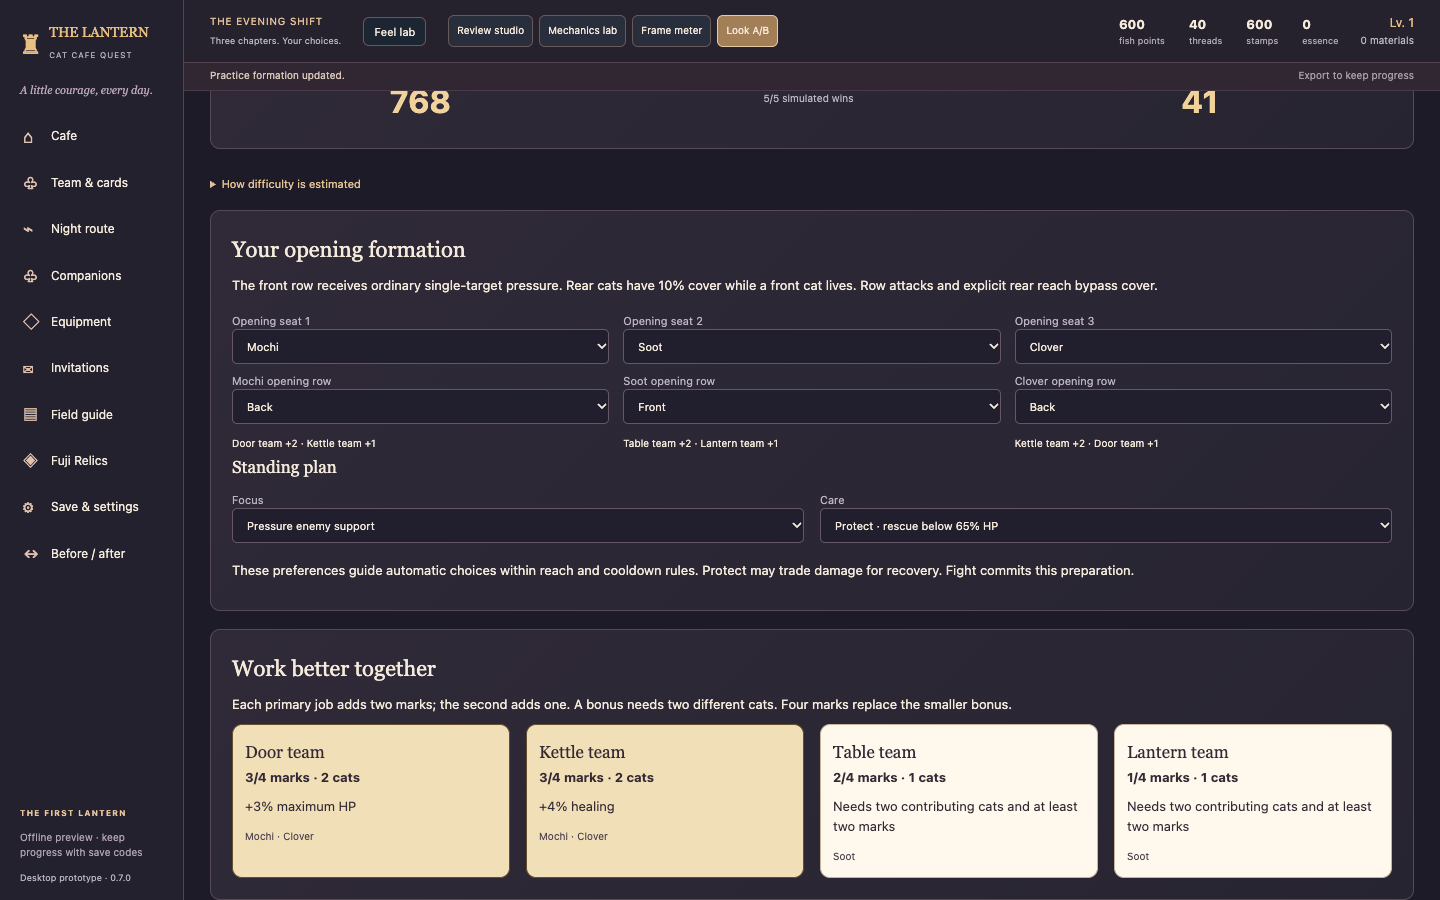 THE LANTERN
CAT CAFE QUEST
A little courage, every day.
Cafe
Team & cards
Night route
Companions
Equipment
Invitations
Field guide
Fuji Relics
Save & settings
Before / after
THE FIRST LANTERN
Offline preview · keep
progress with save codes
Desktop prototype · 0.7.0
THE EVENING SHIFT
Three chapters. Your choices.
Feel lab
Review studio
Mechanics lab
Frame meter
Look A/B
600
fish points
40
threads
600
stamps
0
essence
Lv. 1
0 materials
Practice formation updated.
Export to keep progress
768
5/5 simulated wins
41
How difficulty is estimated
Your opening formation
The front row receives ordinary single-target pressure. Rear cats have 10% cover while a front cat lives. Row attacks and explicit rear reach bypass cover.
Opening seat 1
Opening seat 2
Opening seat 3
Mochi
Soot
Clover
Mochi opening row
Soot opening row
Clover opening row
Back
Front
Back
Door team +2 · Kettle team +1
Table team +2 · Lantern team +1
Kettle team +2 · Door team +1
Standing plan
Focus
Care
Pressure enemy support
Protect · rescue below 65% HP
These preferences guide automatic choices within reach and cooldown rules. Protect may trade damage for recovery. Fight commits this preparation.
Work better together
Each primary job adds two marks; the second adds one. A bonus needs two different cats. Four marks replace the smaller bonus.
Door team
3/4 marks · 2 cats
+3% maximum HP
Mochi · Clover
Kettle team
3/4 marks · 2 cats
+4% healing
Mochi · Clover
Table team
2/4 marks · 1 cats
Needs two contributing cats and at least
two marks
Soot
Lantern team
1/4 marks · 1 cats
Needs two contributing cats and at least
two marks
Soot